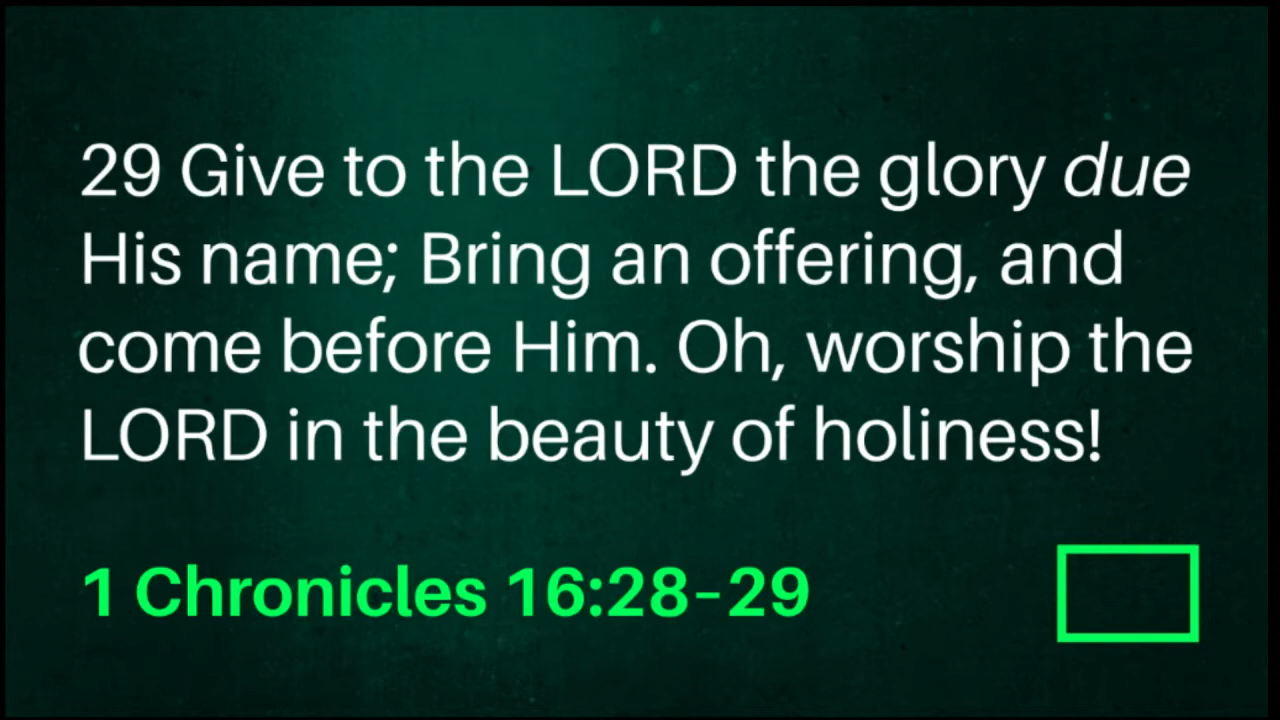 29 Give to the LORD the glory due
His name; Bring an offering, and
come before Him. Oh, worship the
LORD in the beauty of holiness!
1 Chronicles 16:28–29